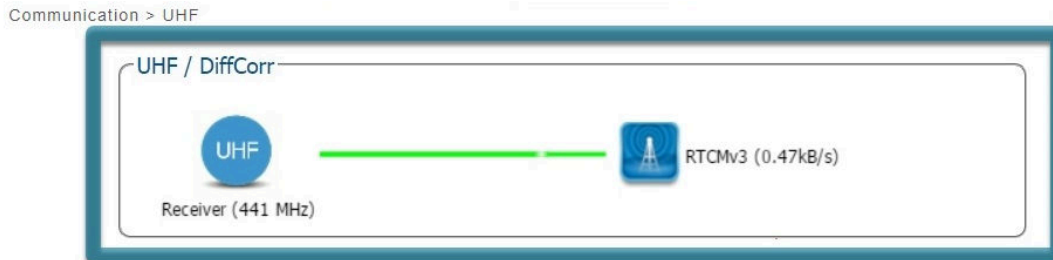 Communication > UHF
UHF / DiffCorr
UHF
RTCMv3 (0.47kB/s)
Receiver (441 MHz)